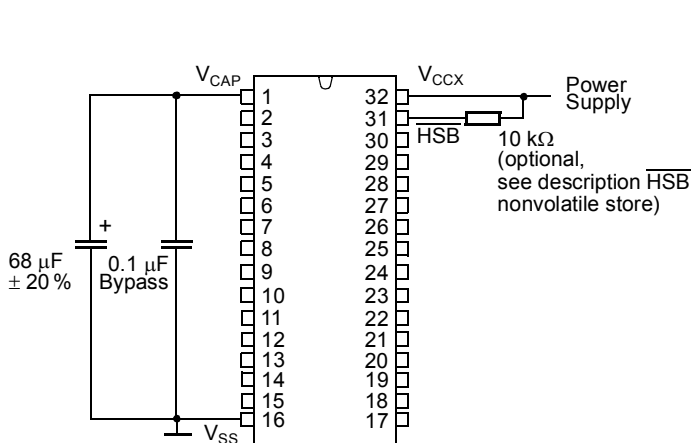 VCAP
VCCX
1
2
3
4
5
6
7
8
9
10
11
12
13
14
15
16
32
31
30
29
28
27
26
25
24
23
22
21
20
19
18
17
HSB
Power
Supply
10 kΩ
(optional,
see description HSB
nonvolatile store)
+
68 µF
± 20 %
0.1 µF
Bypass
VSS